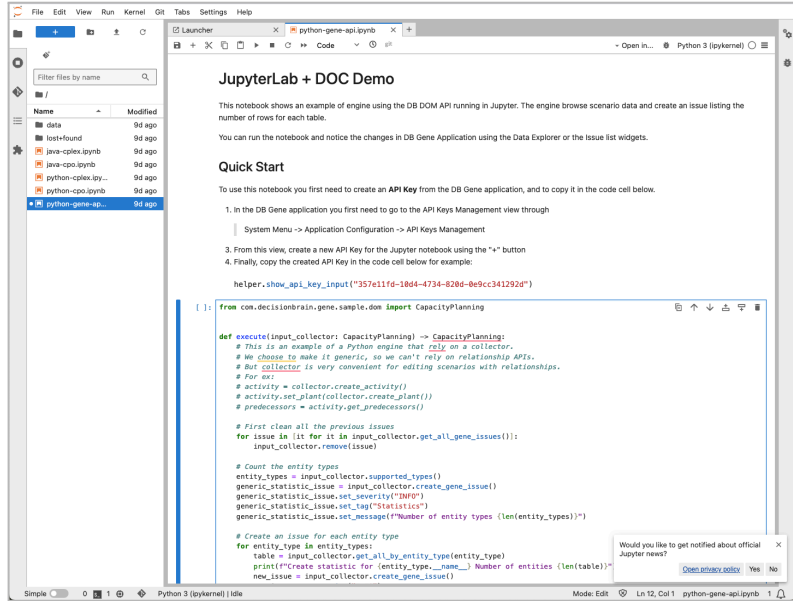 File Edit View Run Kernel Git Tabs Settings Help
Launcher
python-gene-api.ipynb
Code
Open in...
Python 3 (ipykernel)
Filter files by name
/
Name Modified
data 9d ago
lost+found 9d ago
java-cplex.ipynb 9d ago
java-cpo.ipynb 9d ago
python-cplex.ipy... 9d ago
python-cpo.ipynb 9d ago
python-gene-ap... 9d ago
JupyterLab + DOC Demo
This notebook shows an example of engine using the DB DOM API running in Jupyter. The engine browse scenario data and create an issue listing the
number of rows for each table.
You can run the notebook and notice the changes in DB Gene Application using the Data Explorer or the Issue list widgets.
Quick Start
To use this notebook you first need to create an API Key from the DB Gene application, and to copy it in the code cell below.
1. In the DB Gene application you first need to go to the API Keys Management view through
System Menu -> Application Configuration -> API Keys Management
3. From this view, create a new API Key for the Jupyter notebook using the "+" button
4. Finally, copy the created API Key in the code cell below for example:
helper.show_api_key_input("357e11fd-10d4-4734-820d-0e9cc341292d")
[ ]: from com.decisionbrain.gene.sample.dom import CapacityPlanning
def execute(input_collector: CapacityPlanning) -> CapacityPlanning:
# This is an example of a Python engine that rely on a collector.
# We choose to make it generic, so we can't rely on relationship APIs.
# But collector is very convenient for editing scenarios with relationships.
# For ex:
# activity = collector.create_activity()
# activity.set_plant(collector.create_plant())
# predecessors = activity.get_predecessors()
# First clean all the previous issues
for issue in [it for it in input_collector.get_all_gene_issues()]:
input_collector.remove(issue)
# Count the entity types
entity_types = input_collector.supported_types()
generic_statistic_issue = input_collector.create_gene_issue()
generic_statistic_issue.set_severity("INFO")
generic_statistic_issue.set_tag("Statistics")
generic_statistic_issue.set_message(f"Number of entity types {len(entity_types)}")
# Create an issue for each entity type
for entity_type in entity_types:
table = input_collector.get_all_by_entity_type(entity_type)
print(f"Create statistic for {entity_type.__name__} Number of entities {len(table)}"
new_issue = input_collector.create_gene_issue()
Would you like to get notified about official
Jupyter news?
Open privacy policy Yes No
Simple 0 1 Python 3 (ipykernel) | Idle Mode: Edit Ln 12, Col 1 python-gene-api.ipynb 1